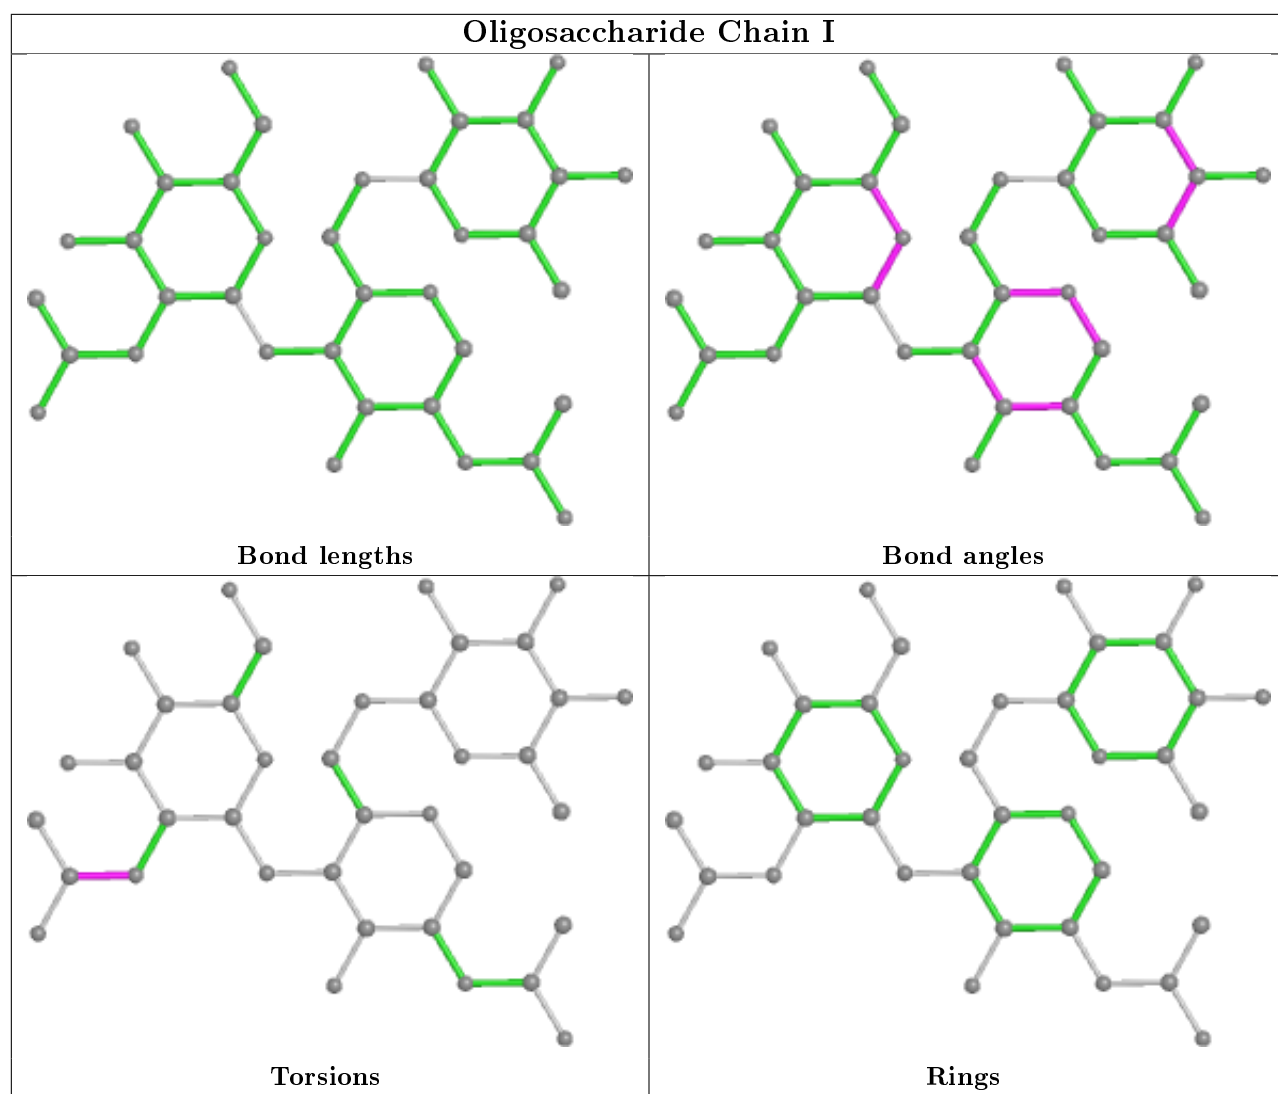 Oligosaccharide Chain I
Bond lengths
Bond angles
Torsions
Rings